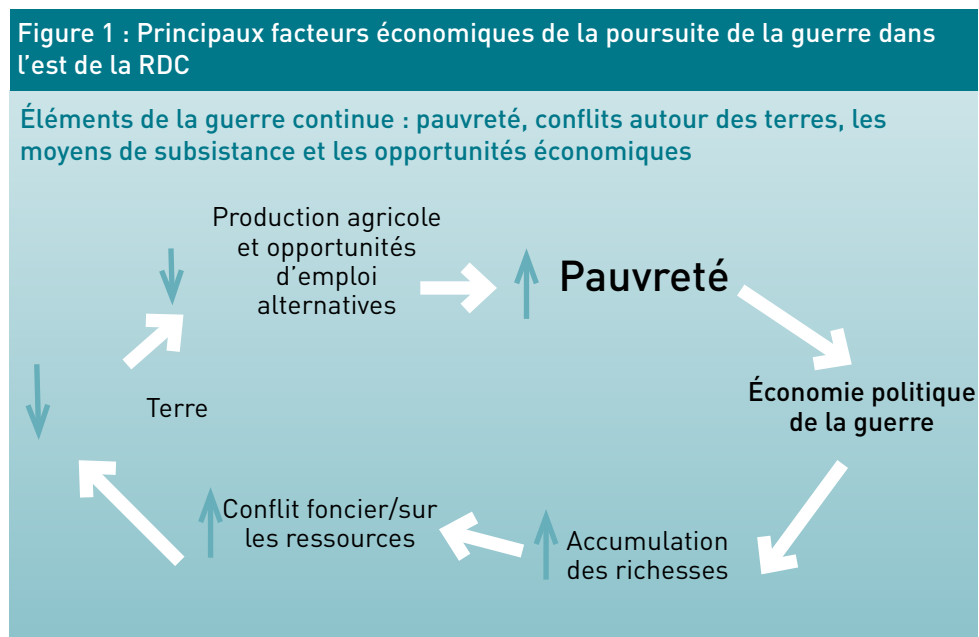 Figure 1 : Principaux facteurs économiques de la poursuite de la guerre dans
l'est de la RDC
Éléments de la guerre continue : pauvreté, conflits autour des terres, les
moyens de subsistance et les opportunités économiques
Production agricole
et opportunités
d'emploi
alternatives
Pauvreté
Économie politique
de la guerre
Accumulation
des richesses
Conflit foncier/sur
les ressources
Terre